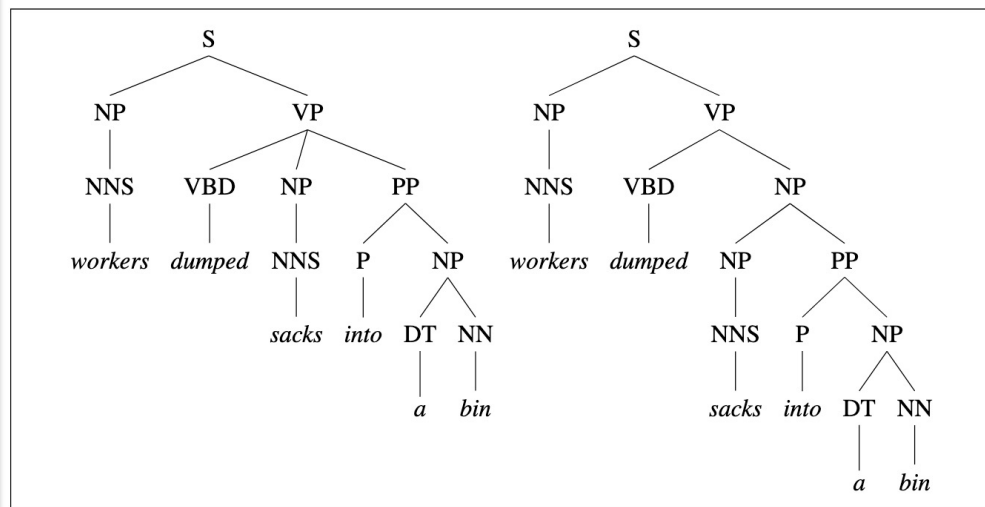 S S
NP VP NP VP
NNS VBD NP PP NNS VBD NP
workers dumped NNS P NP workers dumped NP PP
sacks into DT NN NNS P NP
a bin sacks into DT NN
a bin